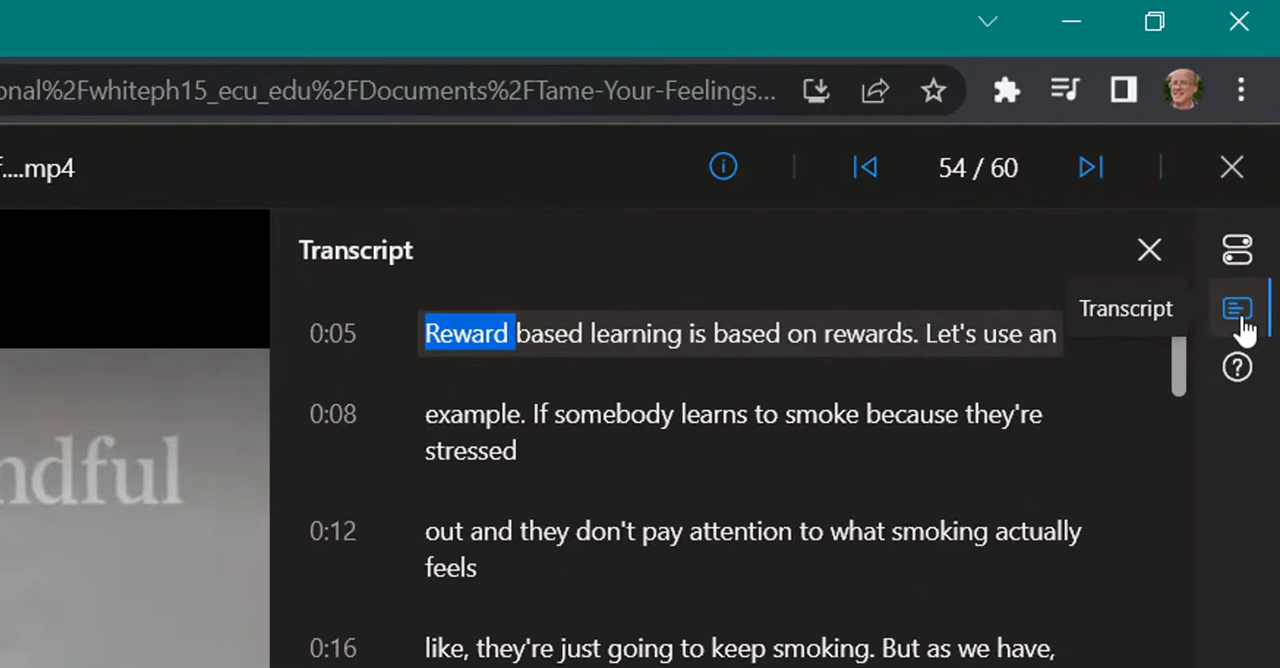 onal%2Fwhiteph15_ecu_edu%2FDocuments%2FTame-Your-Feelings...
f....mp4
54 / 60
Transcript
Transcript
0:05 Reward based learning is based on rewards. Let's use an
0:08 example. If somebody learns to smoke because they're
stressed
0:12 out and they don't pay attention to what smoking actually
feels
0:16 like, they're just going to keep smoking. But as we have,
ndful